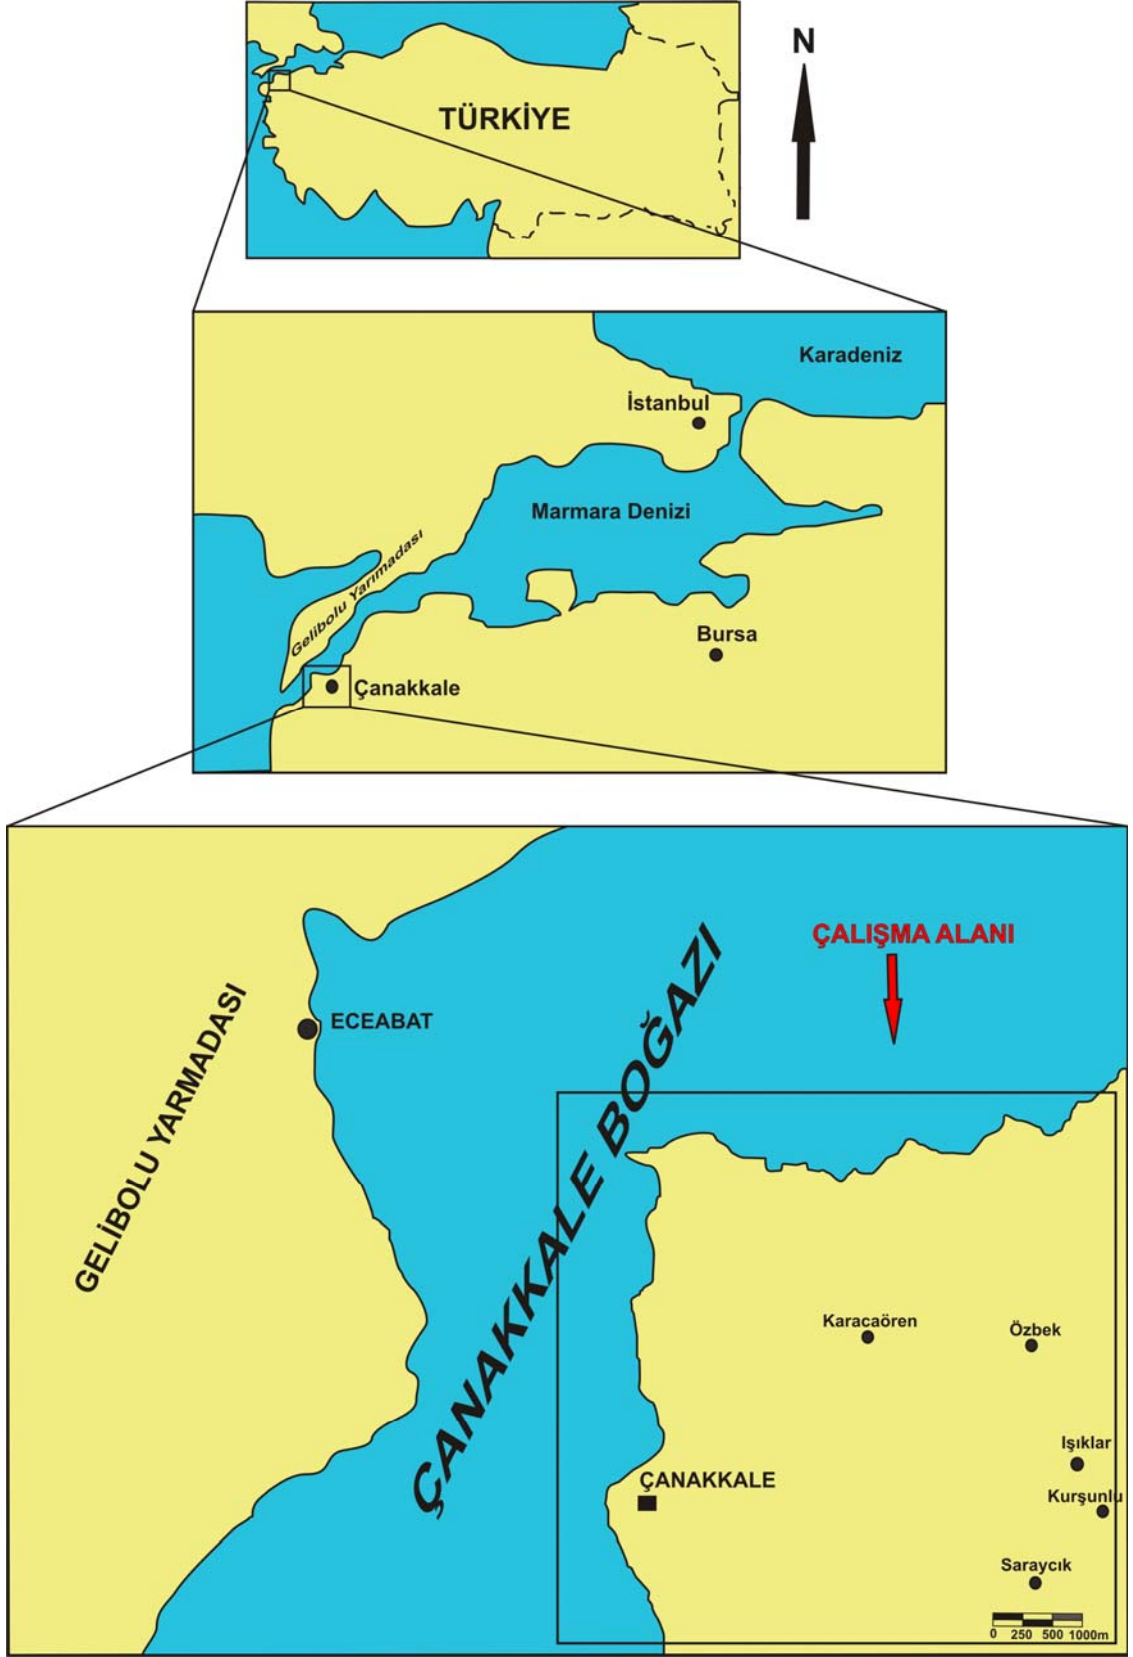 N
TÜRKİYE
Karadeniz
İstanbul
Marmara Denizi
Gelibolu Yarımadası
Bursa
Çanakkale
ÇALIŞMA ALANI
GELİBOLU YARMADASI
ECEABAT
ÇANAKKALE BOĞAZI
Karacaören
Özbek
Işıklar
ÇANAKKALE
Kurşunlu
Saraycık
0 250 500 1000m